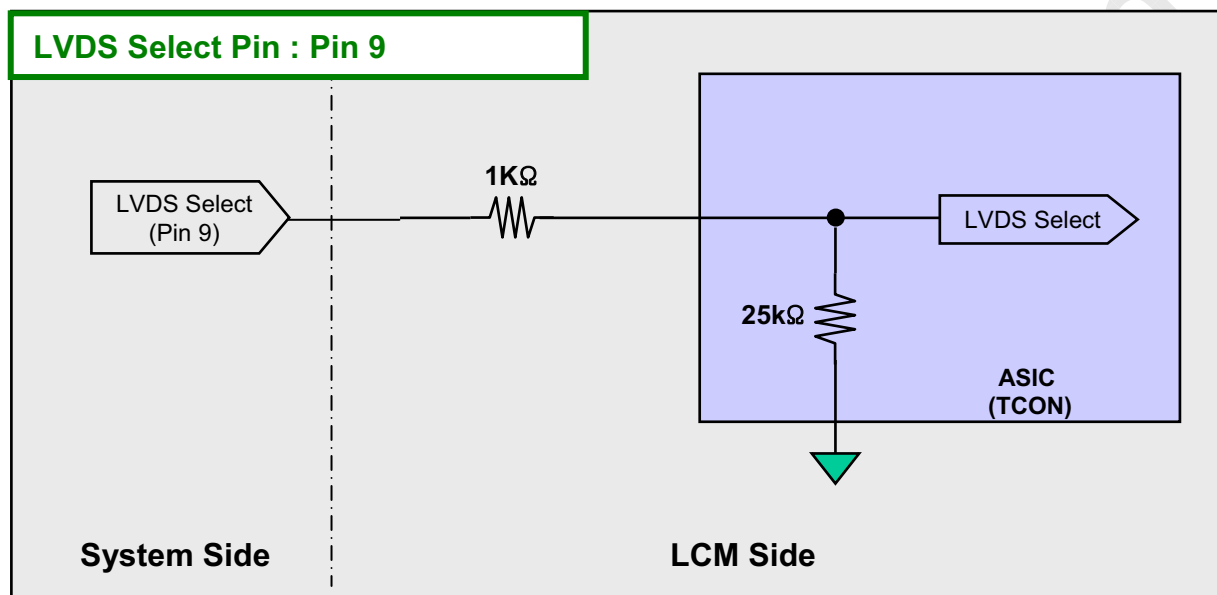 LVDS Select Pin : Pin 9
1KΩ
LVDS Select
(Pin 9)
LVDS Select
25kΩ
ASIC
(TCON)
System Side
LCM Side